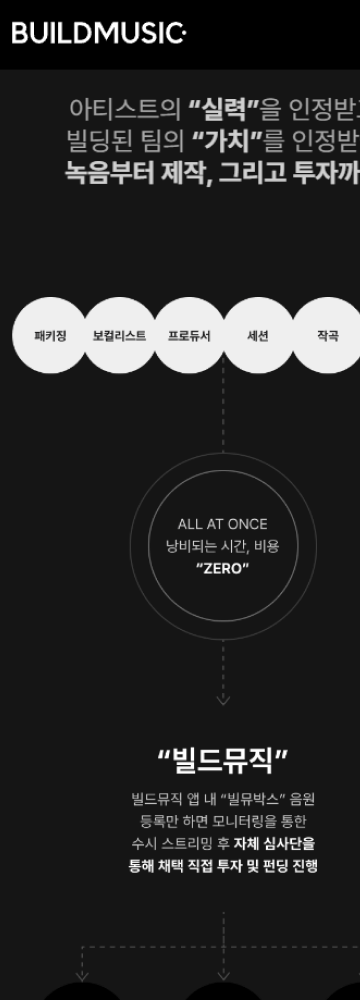 BUILDMUSIC
아티스트의 “실력”을 인정받
빌딩된 팀의 “가치”를 인정받
녹음부터 제작, 그리고 투자까
패키징 보컬리스트 프로듀서 세션 작곡
ALL AT ONCE
낭비되는 시간, 비용
“ZERO”
“빌드뮤직”
빌드뮤직 앱 내 “빌뮤박스” 음원
등록만 하면 모니터링을 통한
수시 스트리밍 후 자체 심사단을
통해 채택 직접 투자 및 펀딩 진행